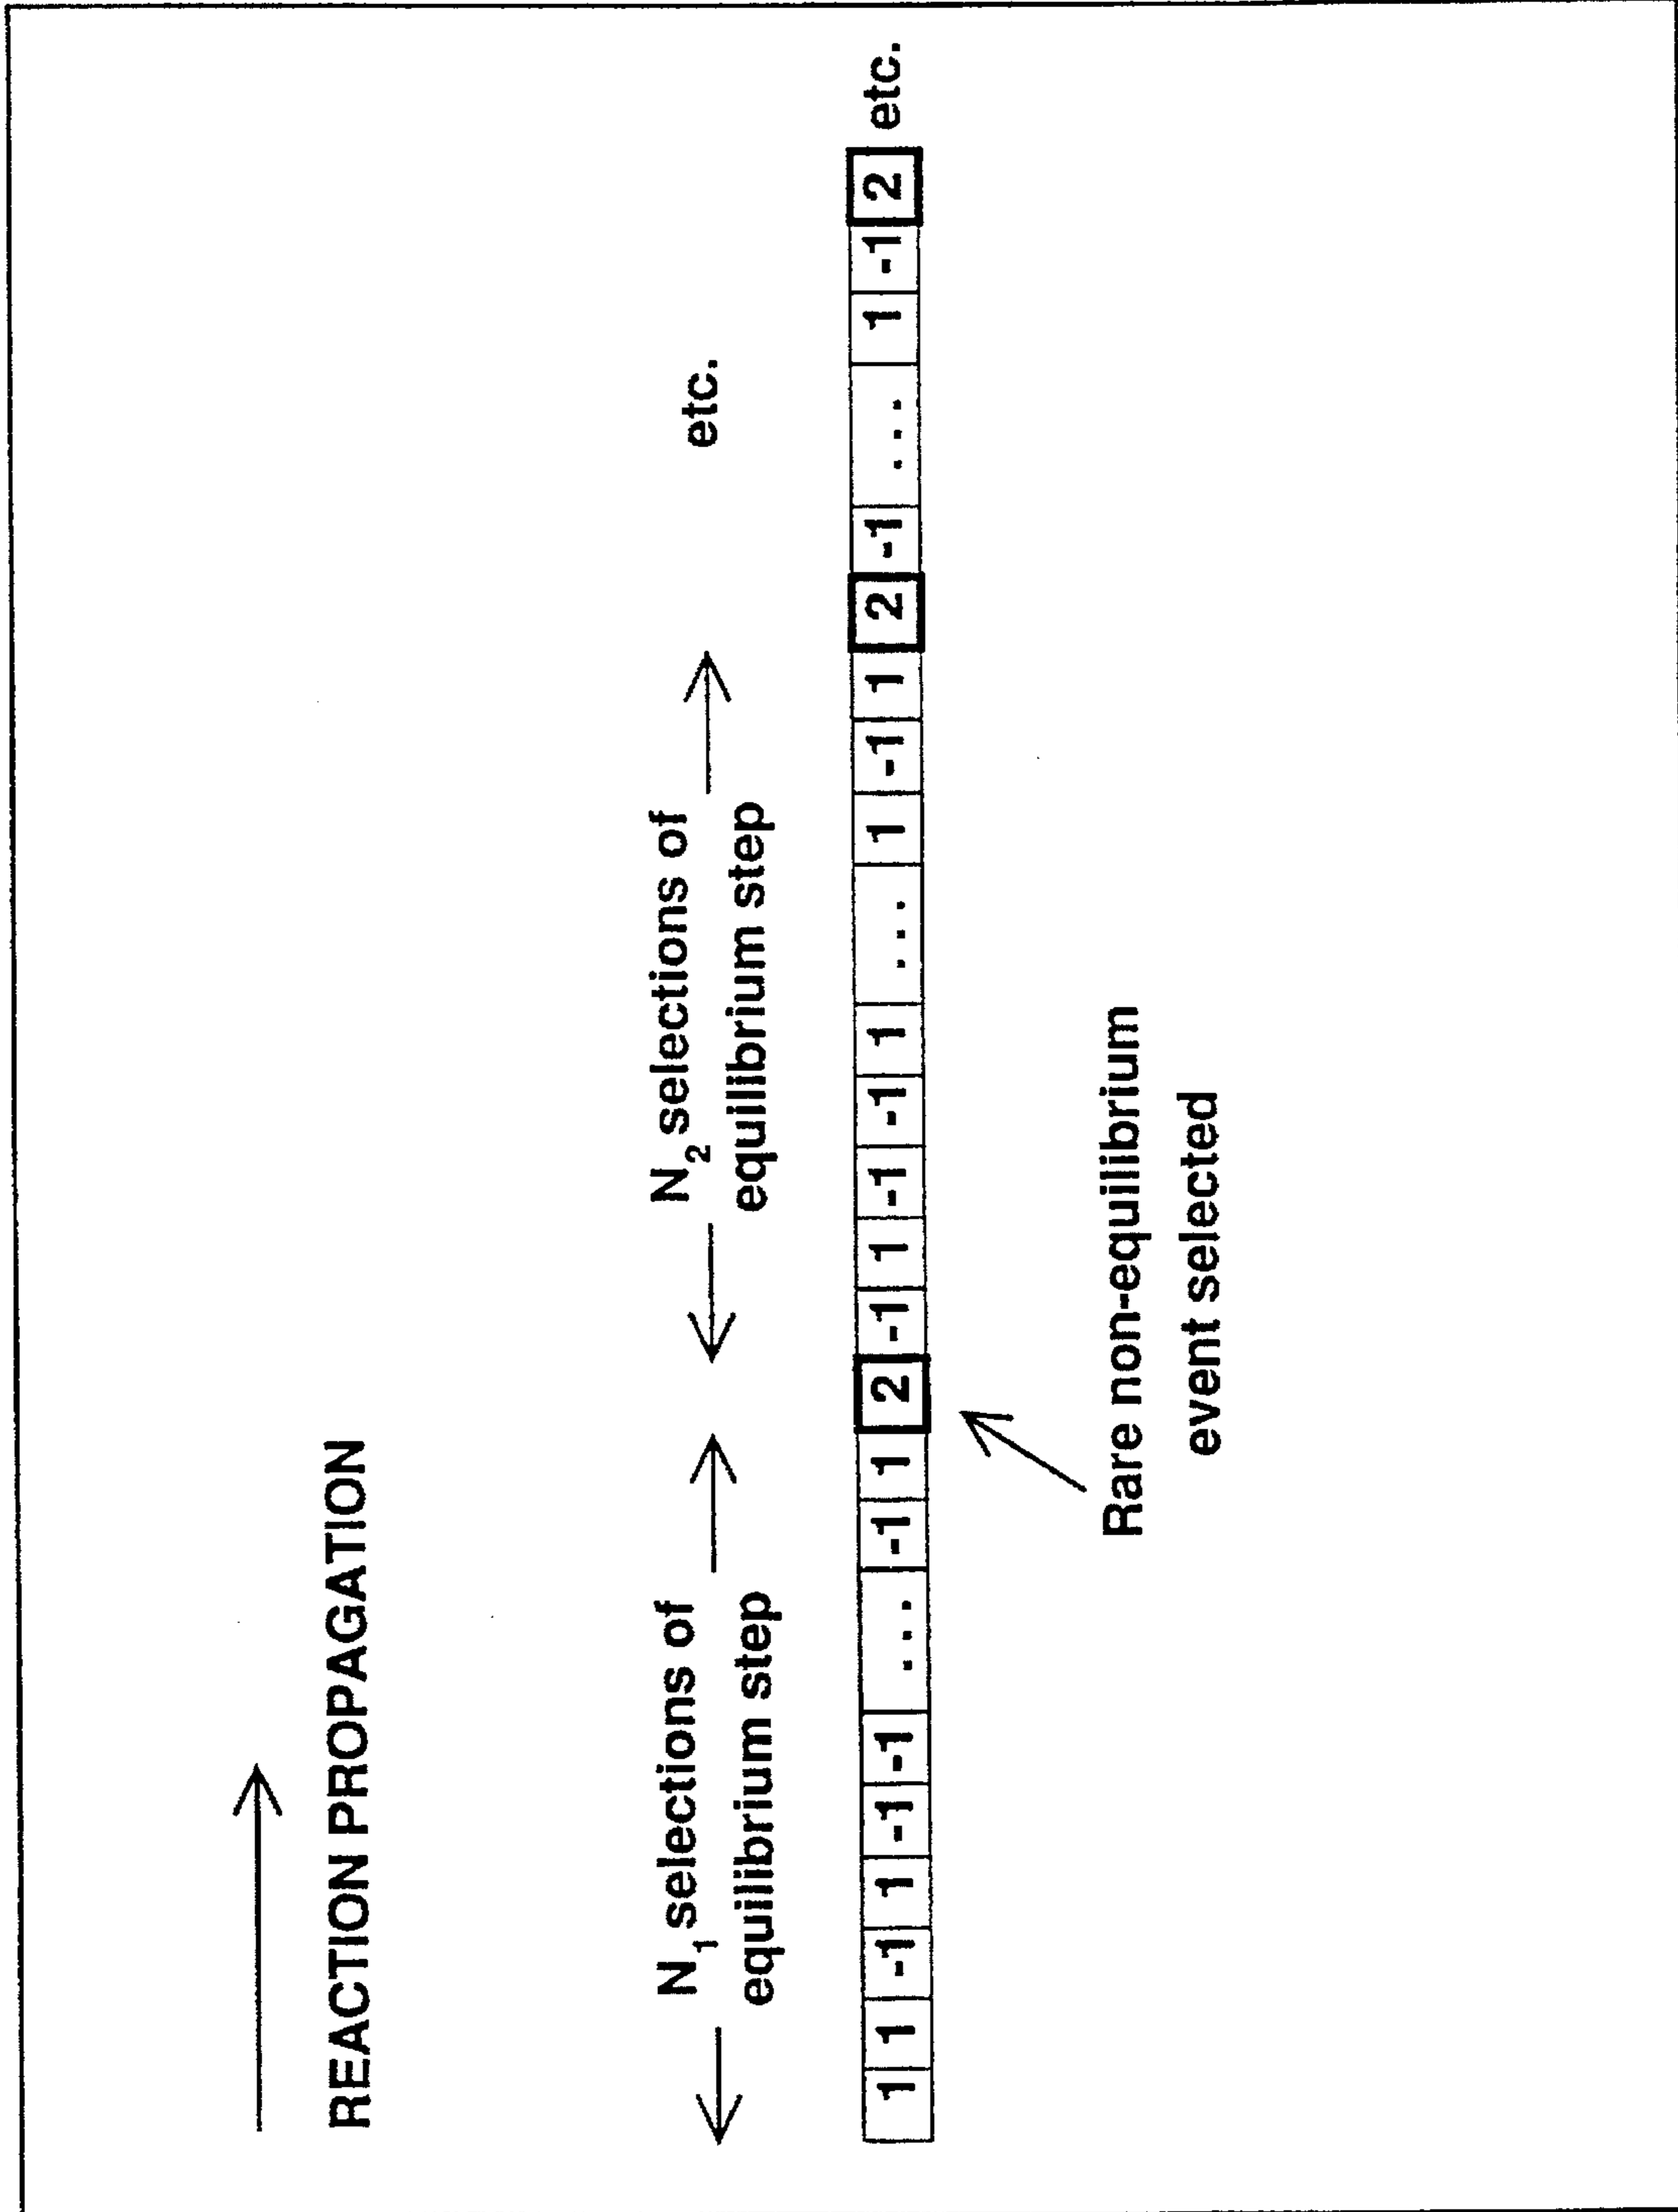 REACTION PROPAGATION
N₁ selections of
equilibrium step
N₂ selections of
equilibrium step
etc.
1 1 -1 1 -1 -1 ... -1 1 2 -1 1 -1 -1 1 ... 1 -1 1 2 -1 ... 1 -1 2 etc.
Rare non-equilibrium
event selected